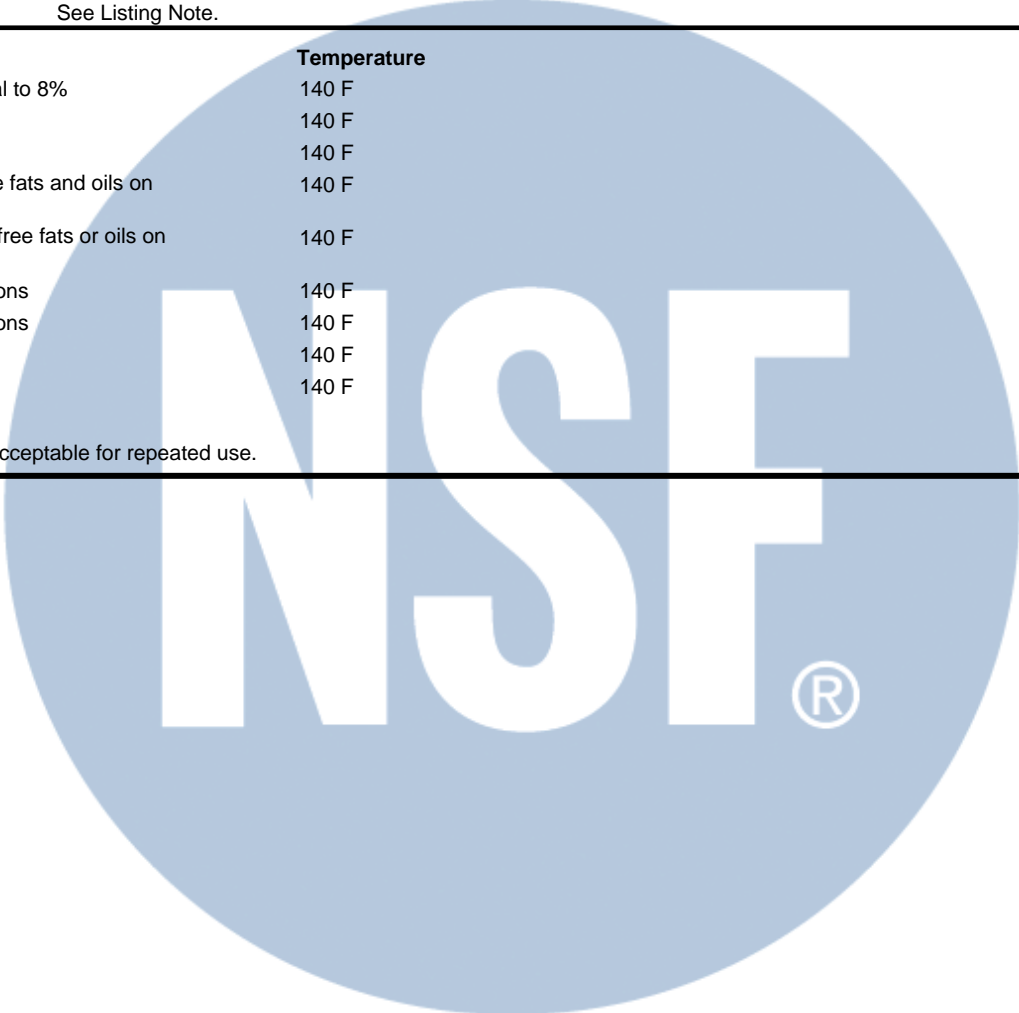 See Listing Note.
Temperature
al to 8% 140 F
140 F
140 F
e fats and oils on 140 F
free fats or oils on 140 F
ons 140 F
ons 140 F
140 F
140 F
cceptable for repeated use.
NSF®